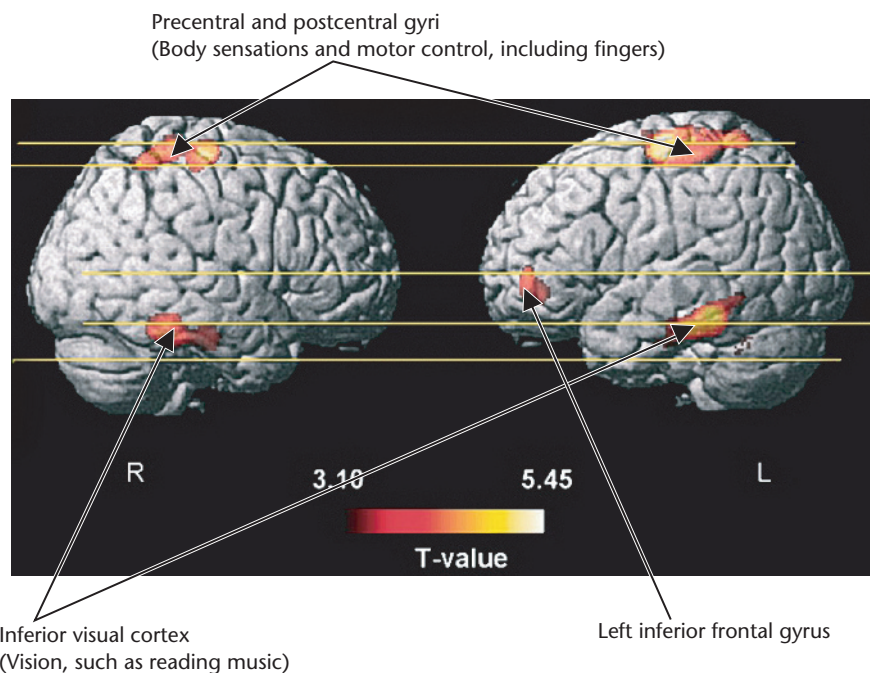 Precentral and postcentral gyri
(Body sensations and motor control, including fingers)
R
3.10
5.45
L
T-value
Inferior visual cortex
(Vision, such as reading music)
Left inferior frontal gyrus